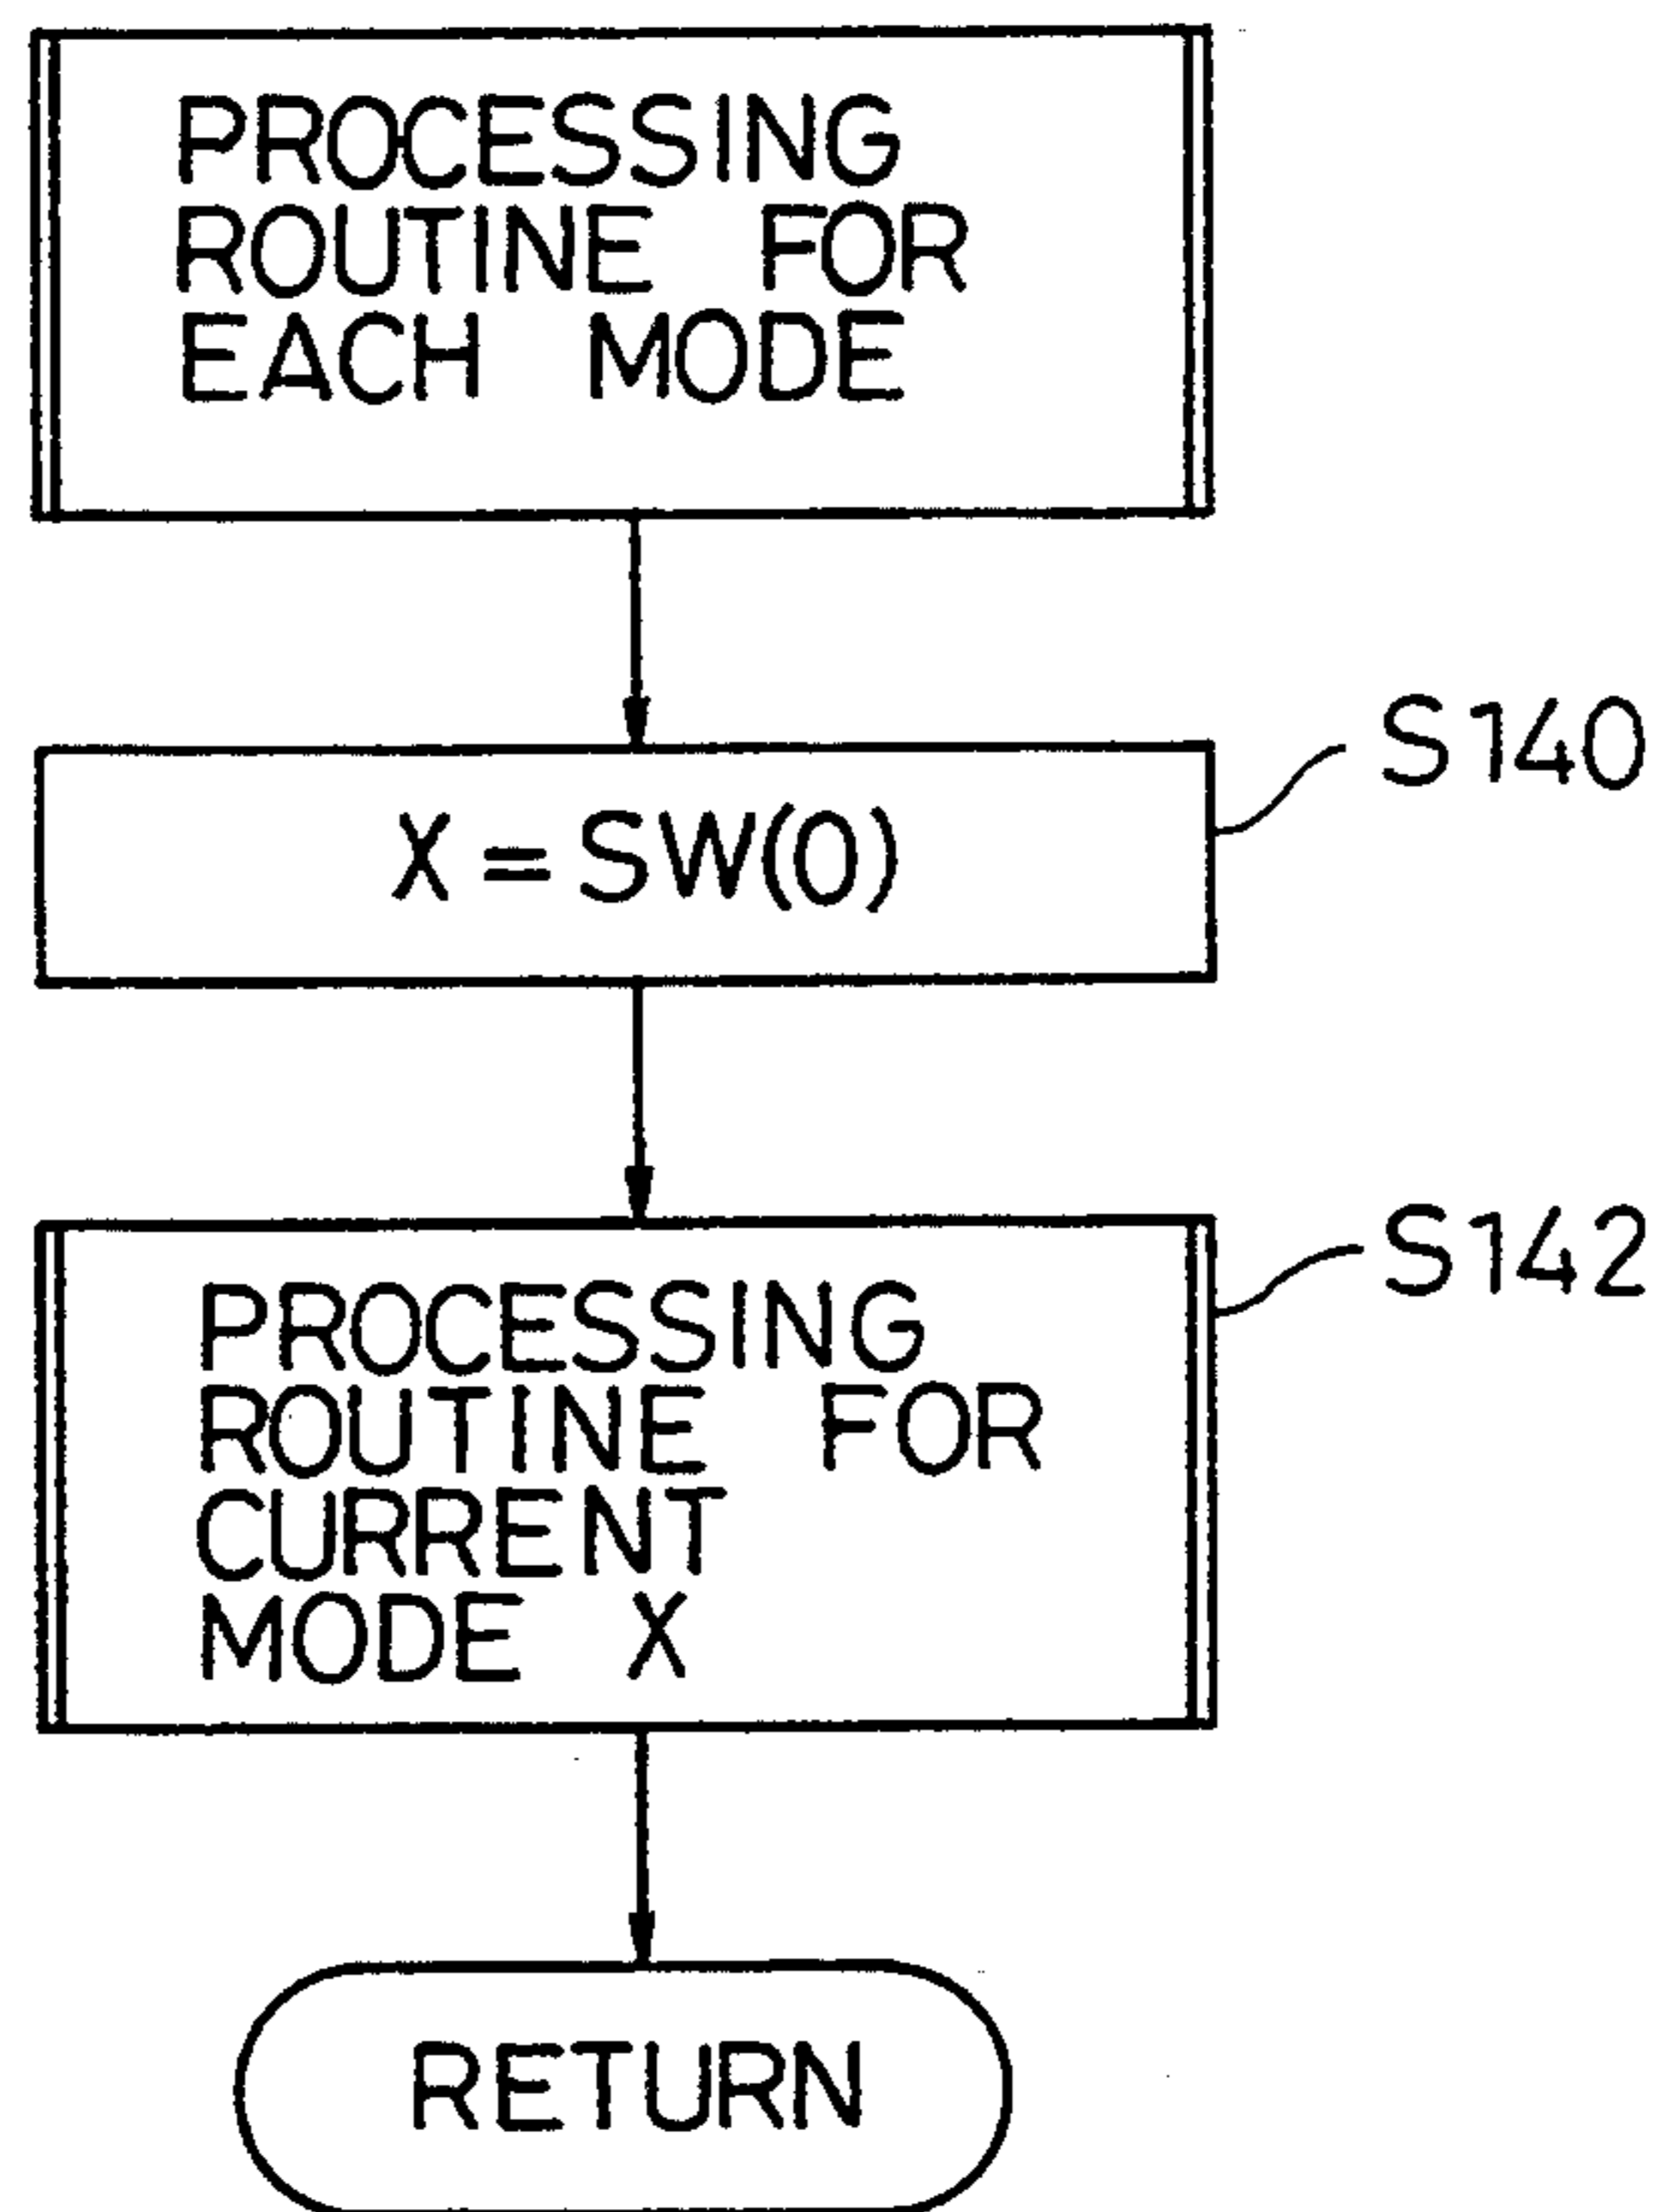 PROCESSING
ROUTINE FOR
EACH MODE
S140
X=SW(0)
S142
PROCESSING
ROUTINE FOR
CURRENT
MODE X
RETURN